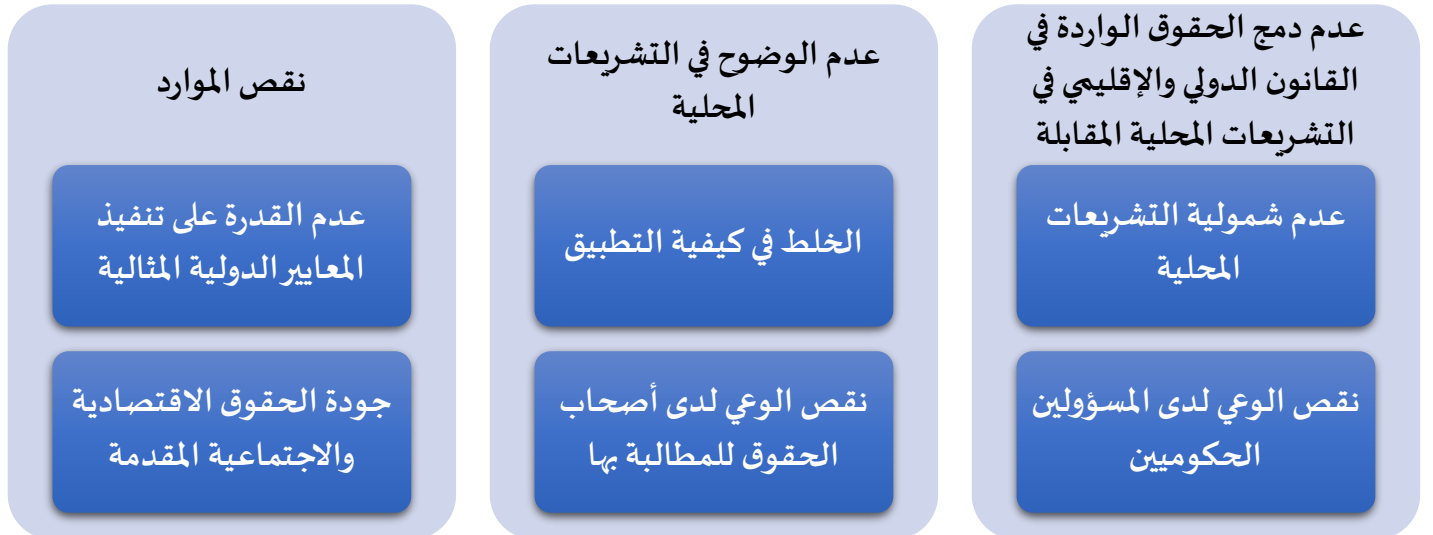 عدم دمج الحقوق الواردة في
القانون الدولي والإقليمي في
التشريعات المحلية المقابلة
عدم شمولية التشريعات
المحلية
نقص الوعي لدى المسؤولين
الحكوميين
عدم الوضوح في التشريعات
المحلية
الخلط في كيفية التطبيق
نقص الوعي لدى أصحاب
الحقوق للمطالبة بها
نقص الموارد
عدم القدرة على تنفيذ
المعايير الدولية المثالية
جودة الحقوق الاقتصادية
والاجتماعية المقدمة